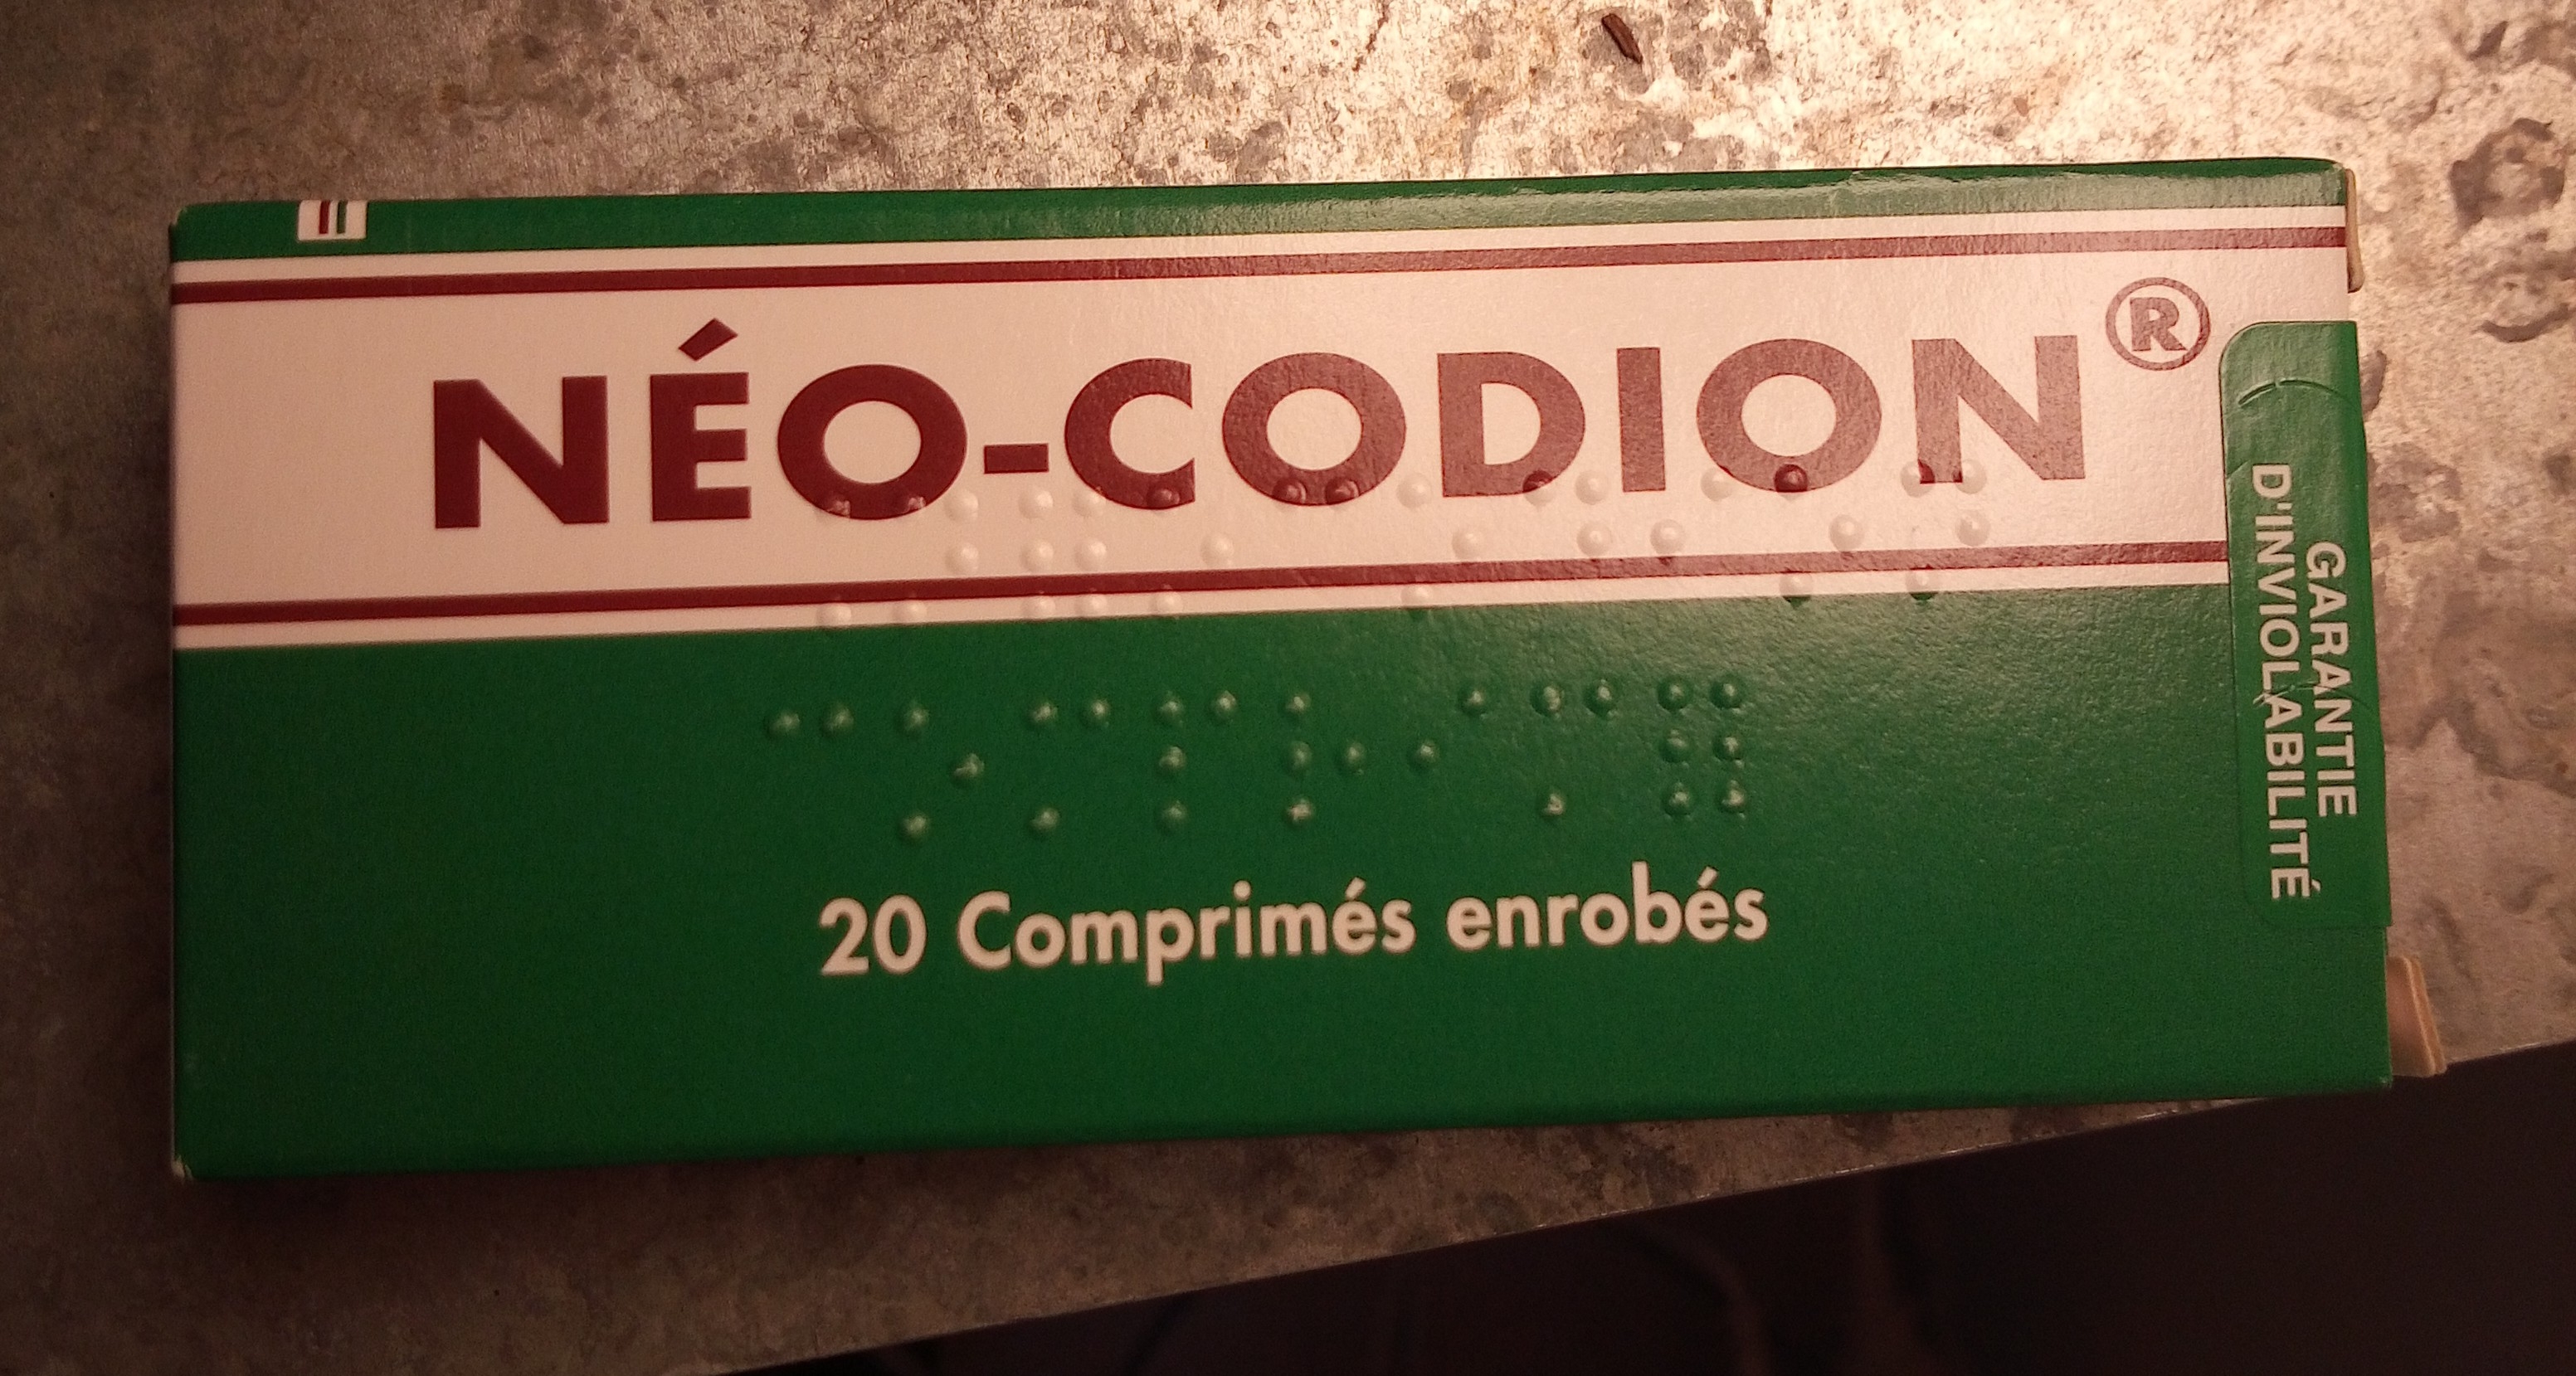 NÉO-CODION®
20 Comprimés enrobés
GARANTIE
D'INVIOLABILITÉ